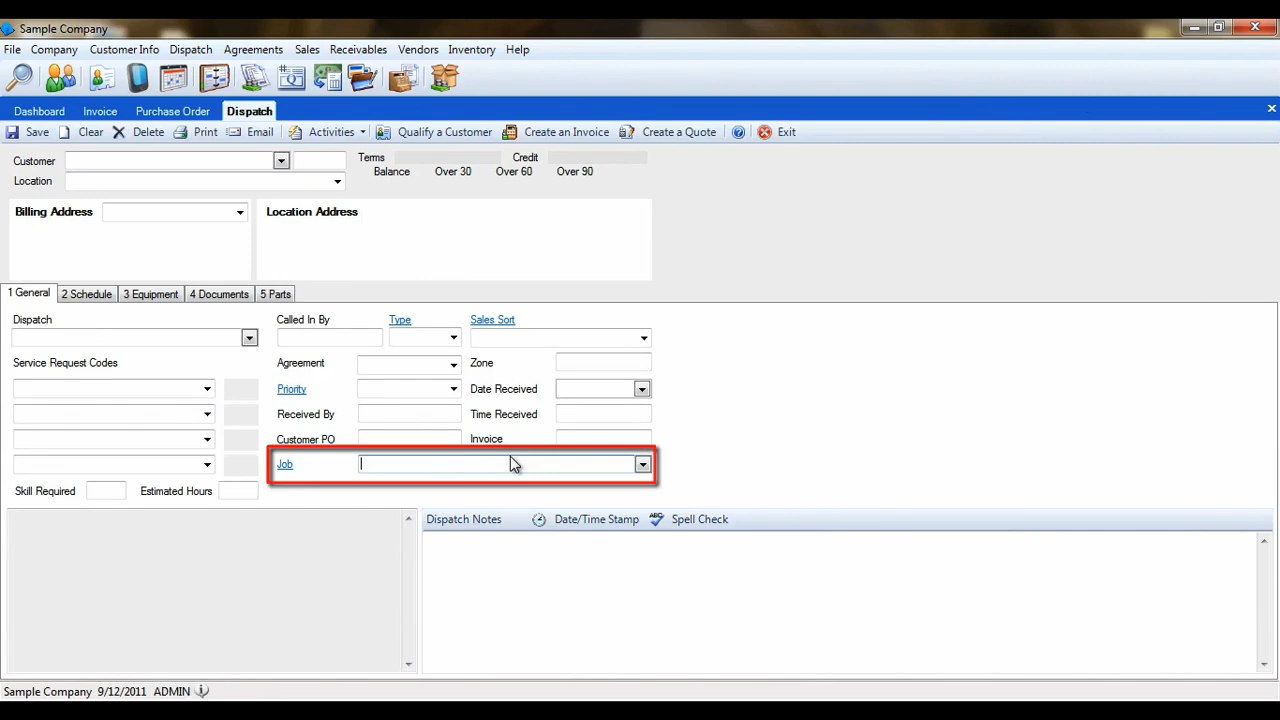 Sample Company
File Company Customer Info Dispatch Agreements Sales Receivables Vendors Inventory Help
Dashboard Invoice Purchase Order Dispatch
Save Clear Delete Print Email Activities Qualify a Customer Create an Invoice Create a Quote Exit
Customer Terms Credit
Balance Over 30 Over 60 Over 90
Location
Billing Address Location Address
1 General 2 Schedule 3 Equipment 4 Documents 5 Parts
Dispatch Called In By Type Sales Sort
Service Request Codes Agreement Zone
Priority Date Received
Received By Time Received
Customer PO Invoice
Job
Skill Required Estimated Hours
Dispatch Notes Date/Time Stamp ABC Spell Check
Sample Company 9/12/2011 ADMIN